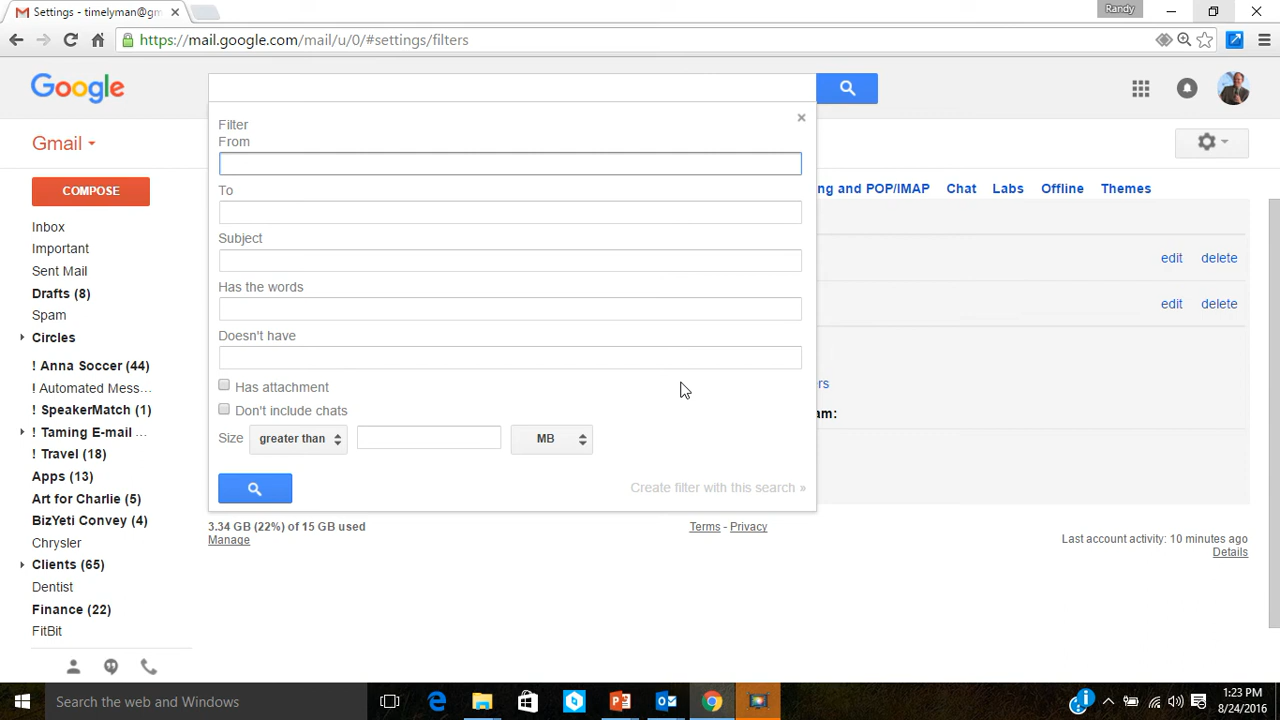 Settings - timelyman@gm
Randy
https://mail.google.com/mail/u/0/#settings/filters
Google
Gmail
COMPOSE
Inbox
Important
Sent Mail
Drafts (8)
Spam
Circles
! Anna Soccer (44)
! Automated Mess...
! SpeakerMatch (1)
! Taming E-mail ...
! Travel (18)
Apps (13)
Art for Charlie (5)
BizYeti Convey (4)
Chrysler
Clients (65)
Dentist
Finance (22)
FitBit
Filter
From
To
Subject
Has the words
Doesn't have
Has attachment
Don't include chats
Size greater than MB
Create filter with this search »
ng and POP/IMAP Chat Labs Offline Themes
edit delete
edit delete
ers
am:
3.34 GB (22%) of 15 GB used
Manage
Terms - Privacy
Last account activity: 10 minutes ago
Details
Search the web and Windows
1:23 PM
8/24/2016